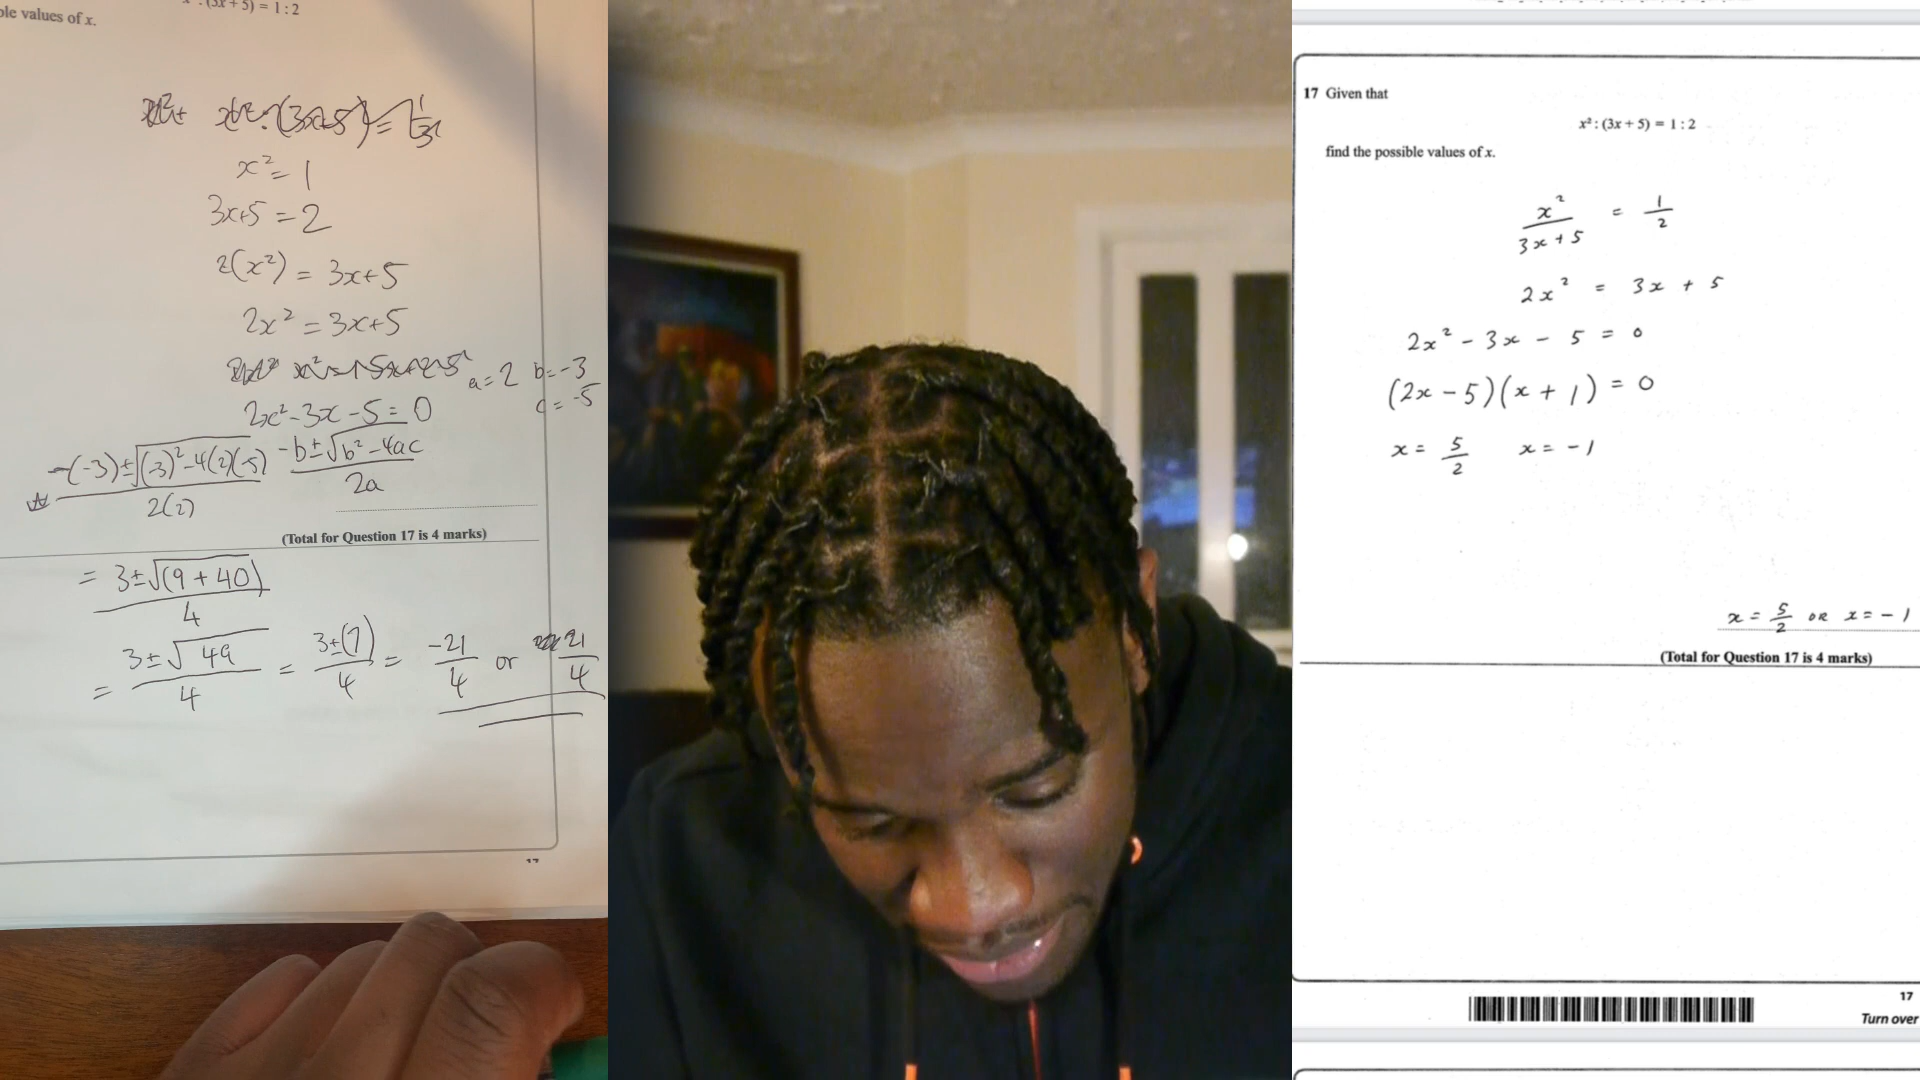 ble values of x.
: (3x + 5) = 1 : 2
x² = 1
3x+5 = 2
2(x²) = 3x+5
2x² = 3x+5
a = 2 b = -3
c = -5
2x² - 3x - 5 = 0
-(-3) ± √(-3)² - 4(2)(-5) / 2(2)
-b ± √b² - 4ac / 2a
(Total for Question 17 is 4 marks)
= 3 ± √(9 + 40) / 4
= 3 ± √49 / 4 = 3 ± (7) / 4 = -21/4 or 21/4
17
17 Given that
x² : (3x + 5) = 1 : 2
find the possible values of x.
x² / 3x + 5 = 1/2
2x² = 3x + 5
2x² - 3x - 5 = 0
(2x - 5)(x + 1) = 0
x = 5/2 x = -1
x = 5/2 OR x = -1
(Total for Question 17 is 4 marks)
17
Turn over